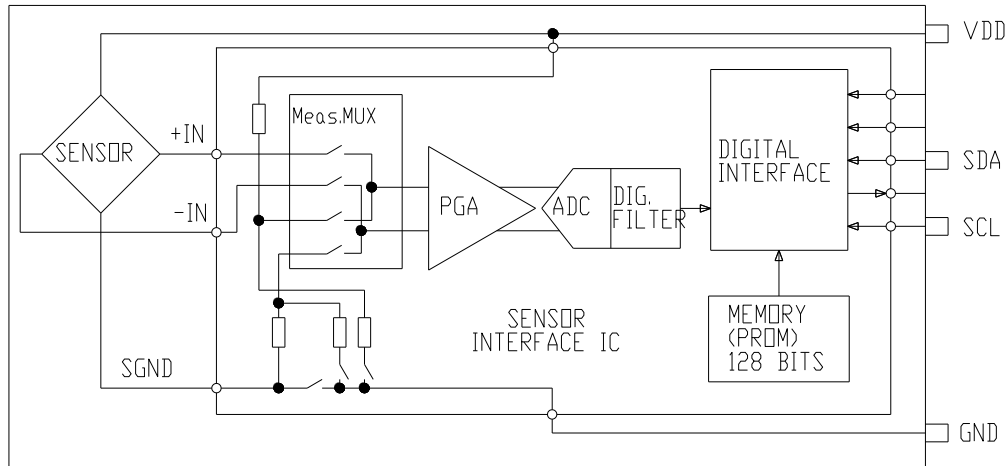 VDD
Meas.MUX
+IN
SENSOR
DIGITAL
INTERFACE
SDA
-IN
PGA
ADC
DIG.
FILTER
SCL
SENSOR
INTERFACE IC
MEMORY
(PROM)
128 BITS
SGND
GND